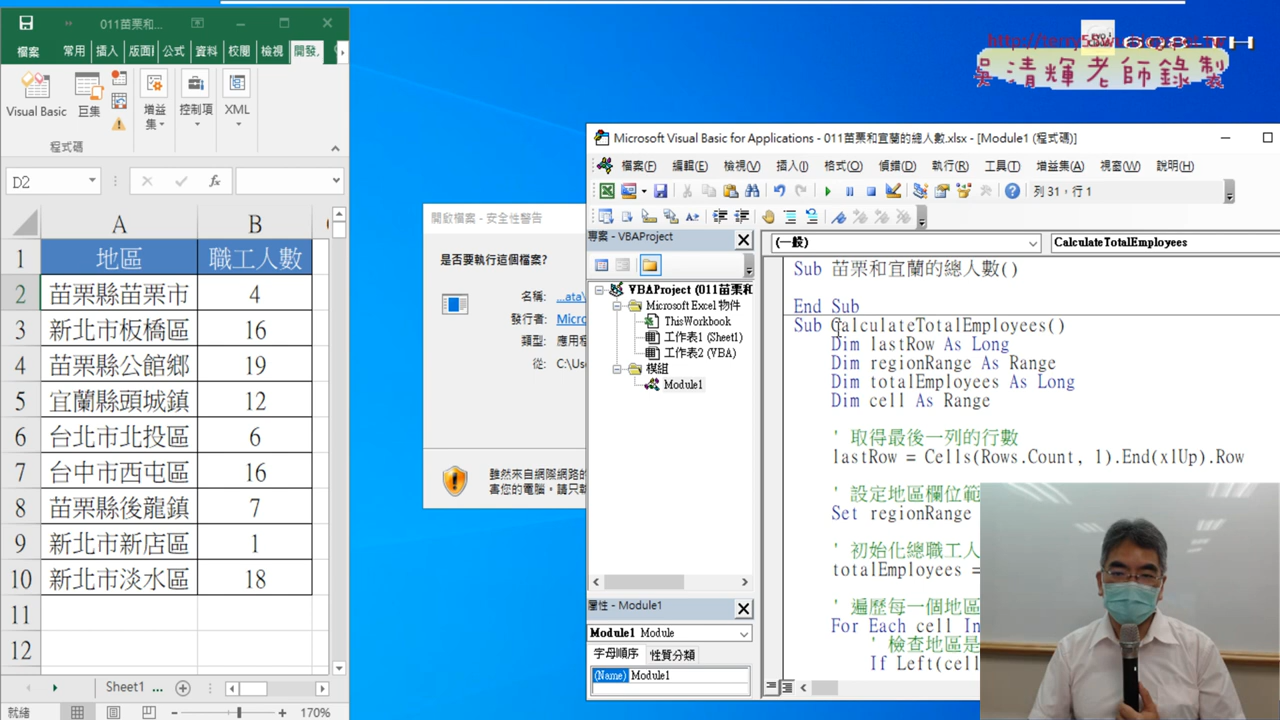 011苗栗和...
檔案 常用 插入 版面 公式 資料 校閱 檢視 開發
Visual Basic 巨集 增益集 控制項 XML
程式碼
D2
A B
1 地區 職工人數
2 苗栗縣苗栗市 4
3 新北市板橋區 16
4 苗栗縣公館鄉 19
5 宜蘭縣頭城鎮 12
6 台北市北投區 6
7 台中市西屯區 16
8 苗栗縣後龍鎮 7
9 新北市新店區 1
10 新北市淡水區 18
11
12
Sheet1 ...
就緒 170%
開啟檔案 - 安全性警告
是否要執行這個檔案?
名稱: ...ata\
發行者: Micro
類型: 應用
從: C:\Use
雖然來自網際網路的
害您的電腦。請只執
吳清輝老師錄製
Microsoft Visual Basic for Applications - 011苗栗和宜蘭的總人數.xlsx - [Module1 (程式碼)]
檔案(F) 編輯(E) 檢視(V) 插入(I) 格式(O) 偵錯(D) 執行(R) 工具(T) 增益集(A) 視窗(W) 說明(H)
列 31，行 1
專案 - VBAProject
VBAProject (011苗栗和
Microsoft Excel 物件
ThisWorkbook
工作表1 (Sheet1)
工作表2 (VBA)
模組
Module1
屬性 - Module1
Module1 Module
字母順序 性質分類
(Name) Module1
(一般) CalculateTotalEmployees
Sub 苗栗和宜蘭的總人數()
End Sub
Sub CalculateTotalEmployees()
Dim lastRow As Long
Dim regionRange As Range
Dim totalEmployees As Long
Dim cell As Range
' 取得最後一列的行數
lastRow = Cells(Rows.Count, 1).End(xlUp).Row
' 設定地區欄位範
Set regionRange
' 初始化總職工人
totalEmployees =
' 遍歷每一個地區
For Each cell In
' 檢查地區是
If Left(cell